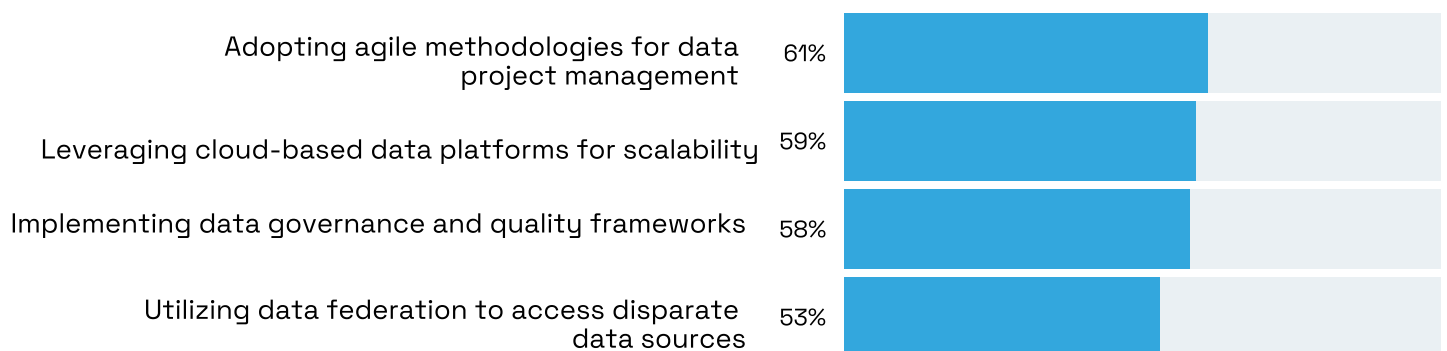 Adopting agile methodologies for data
project management
61%
Leveraging cloud-based data platforms for scalability
59%
Implementing data governance and quality frameworks
58%
Utilizing data federation to access disparate
data sources
53%